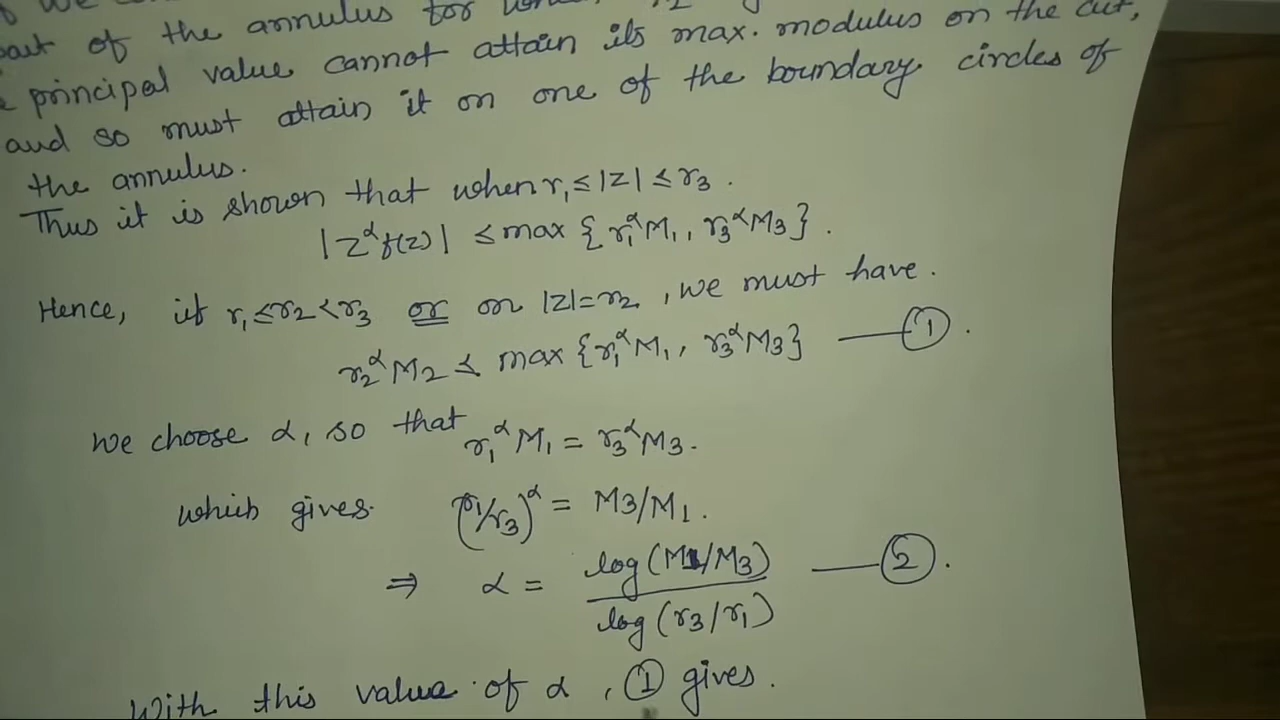 part of the annulus for
principal value cannot attain its max. modulus on the cut,
and so must attain it on one of the boundary circles of
the annulus.
Thus it is shown that when r₁ ≤ |z| ≤ r₃.
|z^α f(z)| ≤ max {r₁^α M₁, r₃^α M₃}.
Hence, if r₁ ≤ r₂ < r₃ or on |z| = r₂, we must have.
r₂^α M₂ ≤ max {r₁^α M₁, r₃^α M₃} —— ①.
We choose α, so that r₁^α M₁ = r₃^α M₃.
which gives. (r₁/r₃)^α = M₃/M₁.
⇒ α = log(M₁/M₃) / log(r₃/r₁) —— ②.
With this value of α, ① gives.